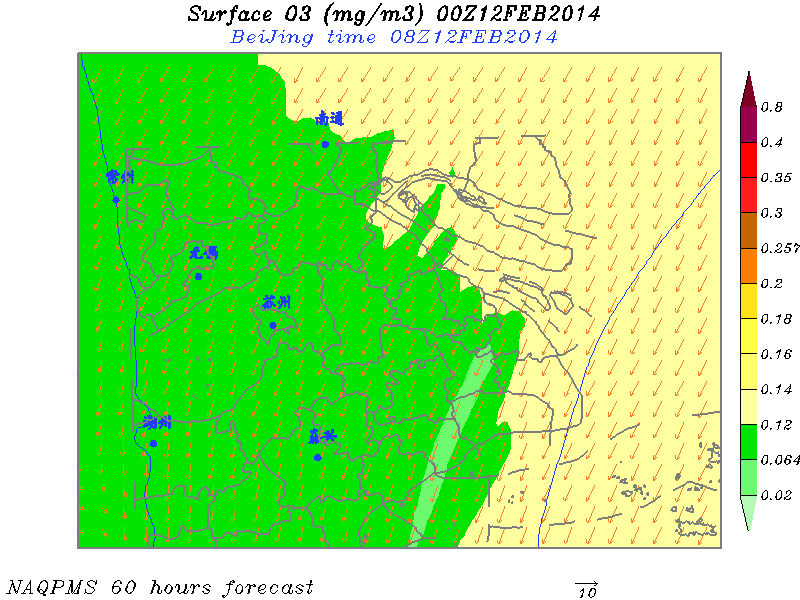 Surface O3 (mg/m3) 00Z12FEB2014
BeiJing time 08Z12FEB2014
南通
常州
无锡
苏州
湖州
嘉兴
0.8
0.4
0.35
0.3
0.257
0.2
0.18
0.16
0.14
0.12
0.064
0.02
NAQPMS 60 hours forecast
10